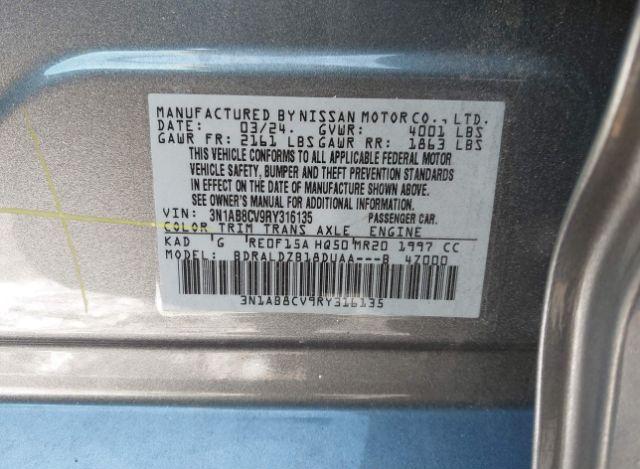 MANUFACTURED BY NISSAN MOTOR CO., LTD.
DATE: 03/24. GVWR: 4001 LBS
GAWR FR: 2161 LBS GAWR RR: 1863 LBS
THIS VEHICLE CONFORMS TO ALL APPLICABLE FEDERAL MOTOR
VEHICLE SAFETY, BUMPER AND THEFT PREVENTION STANDARDS
IN EFFECT ON THE DATE OF MANUFACTURE SHOWN ABOVE.
SEE OWNER'S MANUAL FOR ADDITIONAL INFORMATION.
VIN: 3N1AB8CV9RY316135 PASSENGER CAR.
COLOR TRIM TRANS AXLE ENGINE
KAD G RE0F15A HQ50 MR20 1997 CC
MODEL: BDRALDZB18DUAA---B 4Z000
3N1AB8CV9RY316135